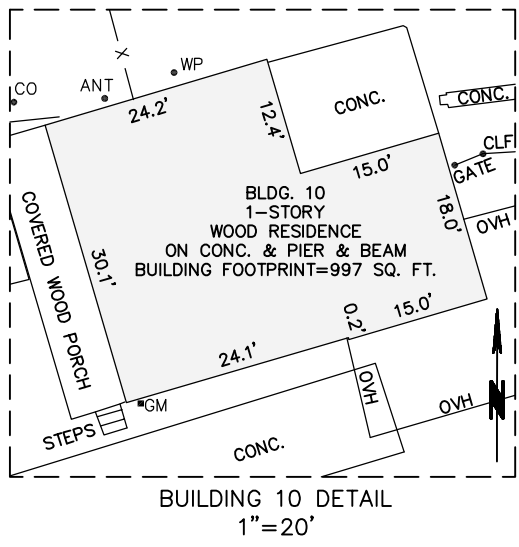 X
WP
ANT
CO
24.2'
12.4'
CONC.
CONC.
CLF
GATE
15.0'
18.0'
OVH
BLDG. 10
1-STORY
WOOD RESIDENCE
ON CONC. & PIER & BEAM
BUILDING FOOTPRINT=997 SQ. FT.
COVERED WOOD PORCH
30.1'
24.1'
0.2'
15.0'
OVH
OVH
N
GM
STEPS
CONC.
BUILDING 10 DETAIL
1"=20'